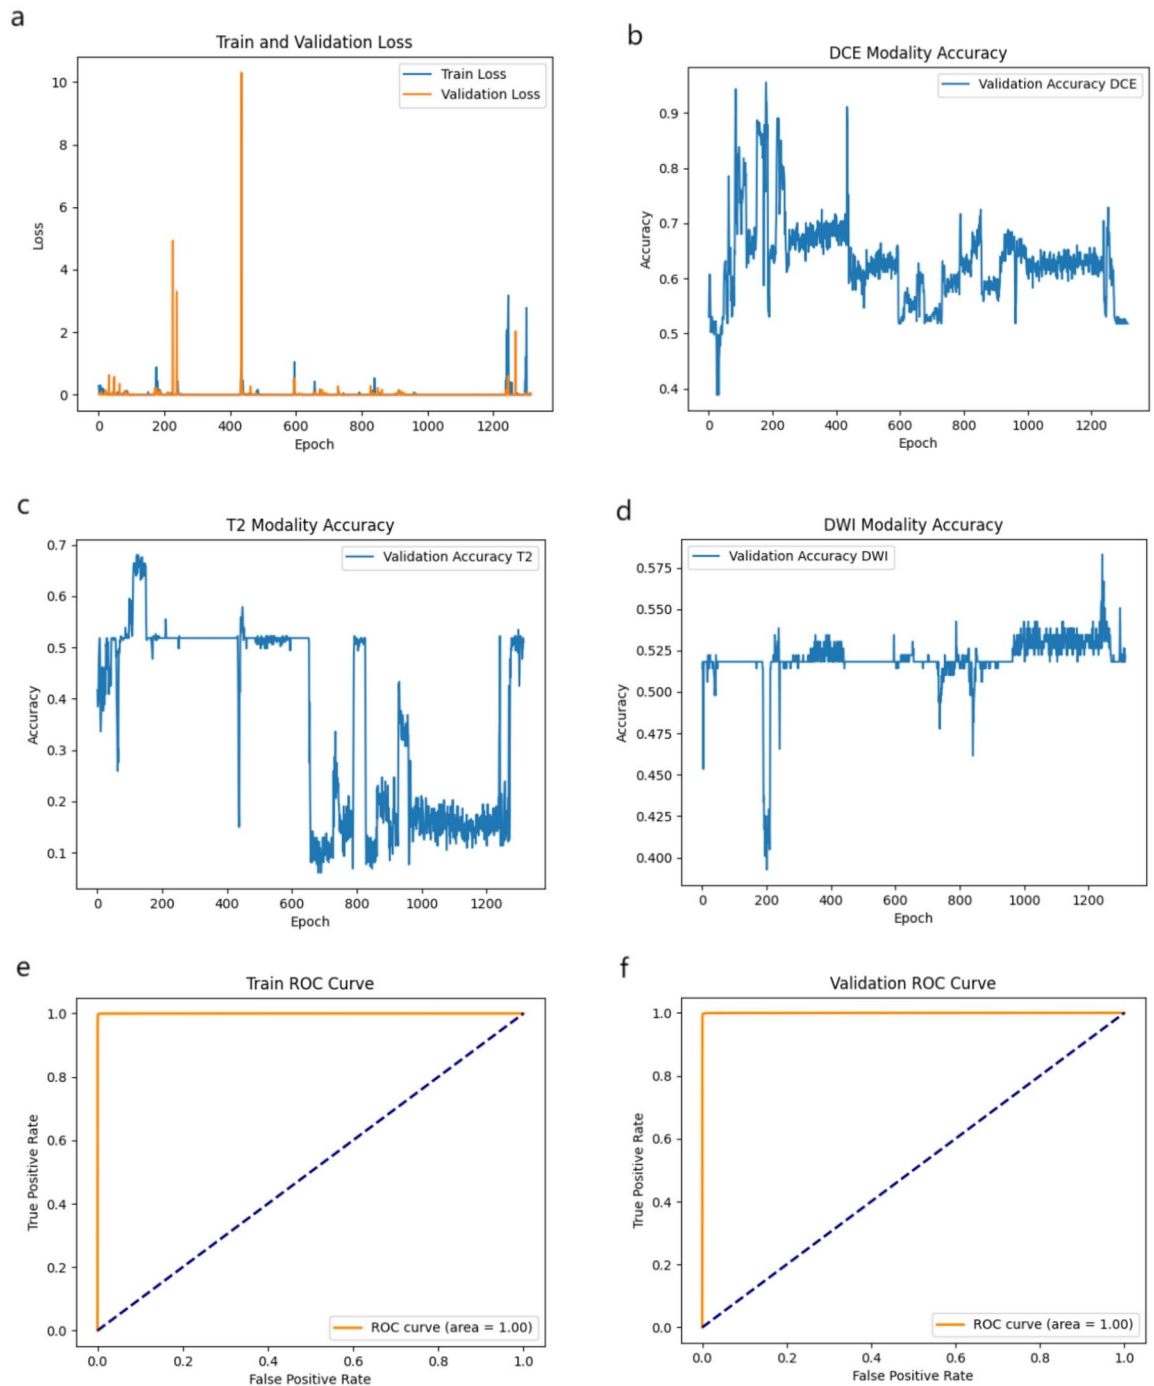 a
Train and Validation Loss
Train Loss
Validation Loss
10
8
6
4
2
0
Loss
0 200 400 600 800 1000 1200
Epoch
b
DCE Modality Accuracy
Validation Accuracy DCE
0.9
0.8
0.7
0.6
0.5
0.4
Accuracy
0 200 400 600 800 1000 1200
Epoch
c
T2 Modality Accuracy
Validation Accuracy T2
0.7
0.6
0.5
0.4
0.3
0.2
0.1
Accuracy
0 200 400 600 800 1000 1200
Epoch
d
DWI Modality Accuracy
Validation Accuracy DWI
0.575
0.550
0.525
0.500
0.475
0.450
0.425
0.400
Accuracy
0 200 400 600 800 1000 1200
Epoch
e
Train ROC Curve
1.0
0.8
0.6
0.4
0.2
0.0
True Positive Rate
ROC curve (area = 1.00)
0.0 0.2 0.4 0.6 0.8 1.0
False Positive Rate
f
Validation ROC Curve
1.0
0.8
0.6
0.4
0.2
0.0
True Positive Rate
ROC curve (area = 1.00)
0.0 0.2 0.4 0.6 0.8 1.0
False Positive Rate